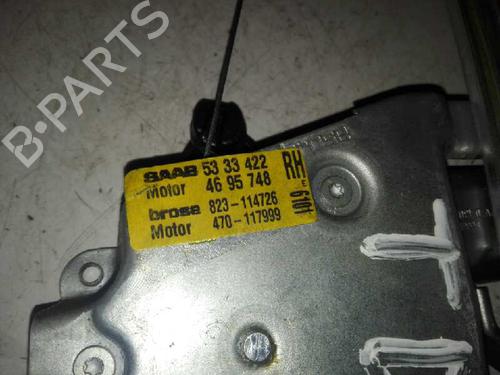 B-PARTS
SAAB 53 33 422 RH
Motor 46 95 748
brose 823-114726
Motor 470-117999